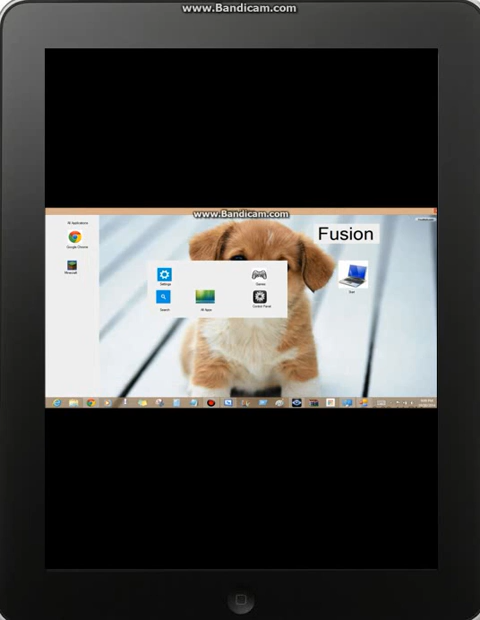 www.Bandicam.com
www.Bandicam.com
All Applications
Fusion
Google Chrome
Minecraft
Settings
Games
Search
All Apps
Control Panel